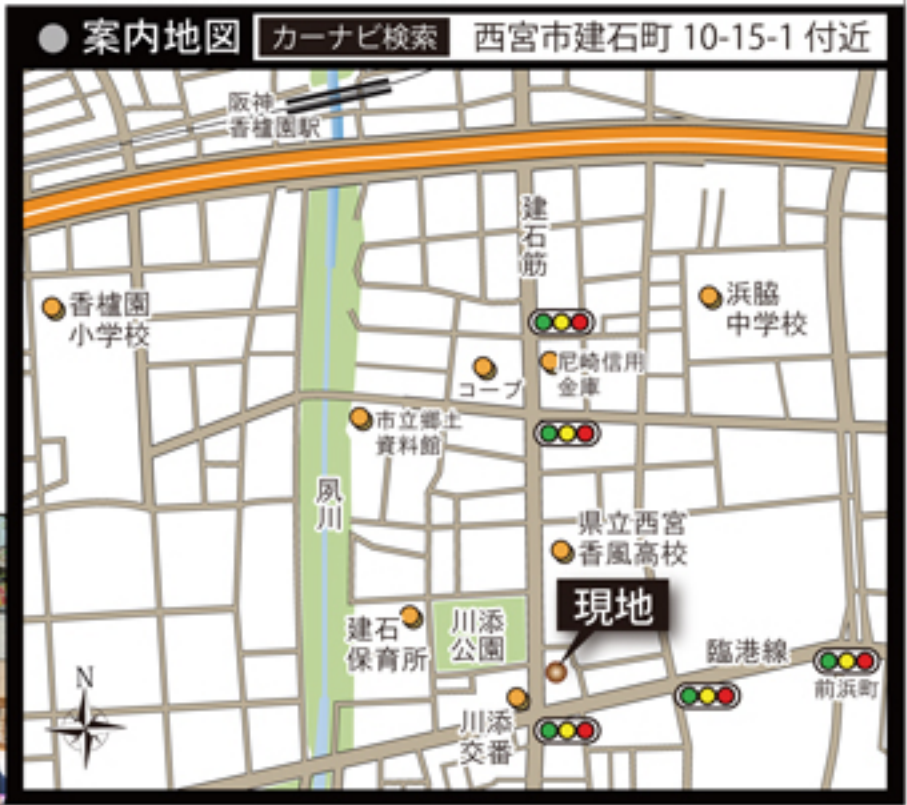 案内地図 カーナビ検索 西宮市建石町 10-15-1 付近
阪神
香櫨園駅
建石筋
香櫨園
小学校
浜脇
中学校
コープ
尼崎信用
金庫
市立郷土
資料館
夙川
県立西宮
香風高校
現地
建石
保育所
川添
公園
臨港線
前浜町
川添
交番
N